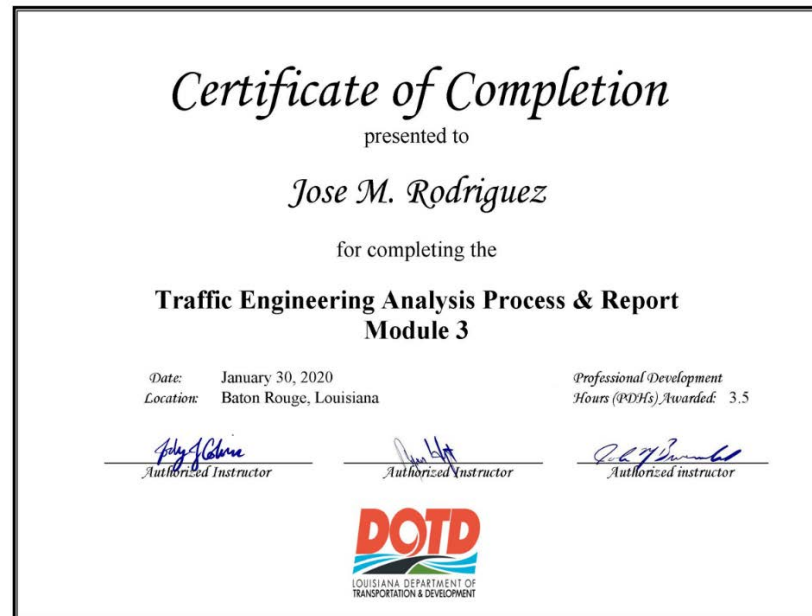 Certificate of Completion
presented to
Jose M. Rodriguez
for completing the
Traffic Engineering Analysis Process & Report
Module 3
Date: January 30, 2020
Location: Baton Rouge, Louisiana
Professional Development
Hours (PDHs) Awarded: 3.5
Authorized Instructor
Authorized Instructor
Authorized instructor
DOTD
LOUISIANA DEPARTMENT OF
TRANSPORTATION & DEVELOPMENT